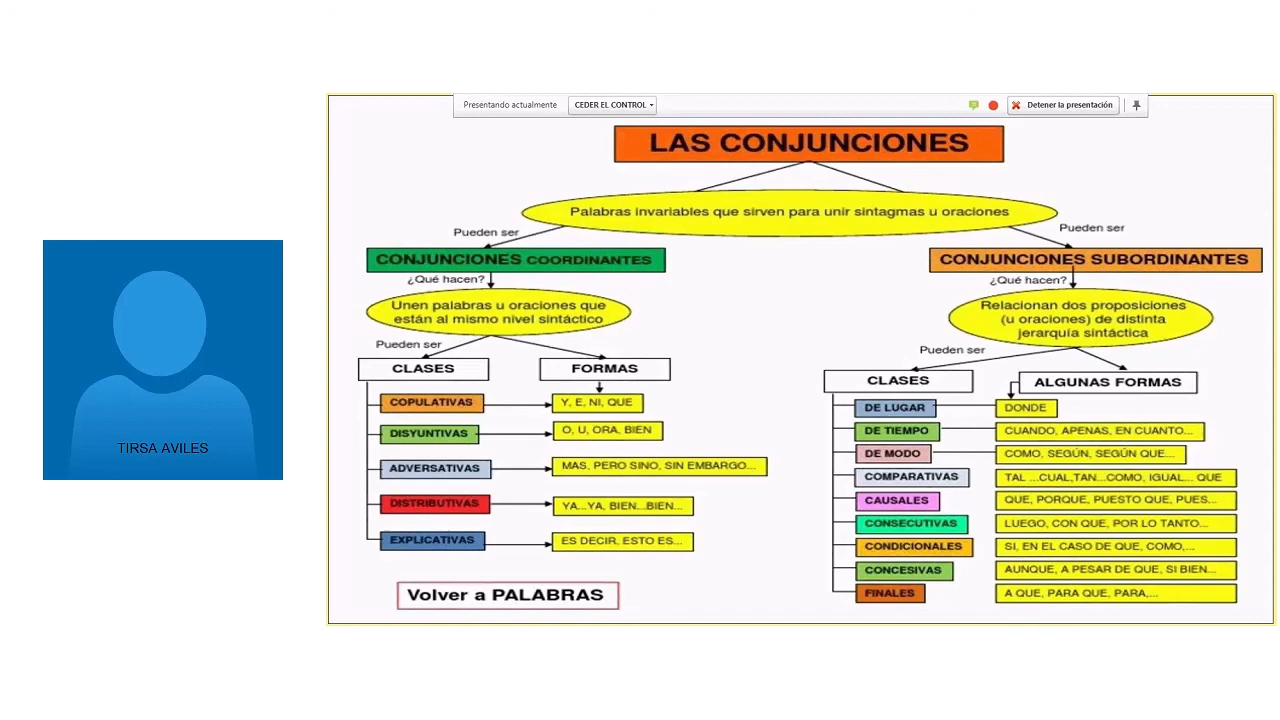 Presentando actualmente
CEDER EL CONTROL
Detener la presentación
LAS CONJUNCIONES
Palabras invariables que sirven para unir sintagmas u oraciones
Pueden ser
Pueden ser
CONJUNCIONES COORDINANTES
CONJUNCIONES SUBORDINANTES
¿Qué hacen?
¿Qué hacen?
Unen palabras u oraciones que
están al mismo nivel sintáctico
Relacionan dos proposiciones
(u oraciones) de distinta
jerarquía sintáctica
Pueden ser
Pueden ser
CLASES
FORMAS
COPULATIVAS
Y, E, NI, QUE
DISYUNTIVAS
O, U, ORA, BIEN
ADVERSATIVAS
MAS, PERO SINO, SIN EMBARGO...
DISTRIBUTIVAS
YA...YA, BIEN...BIEN...
EXPLICATIVAS
ES DECIR, ESTO ES...
Volver a PALABRAS
CLASES
ALGUNAS FORMAS
DE LUGAR
DONDE
DE TIEMPO
CUANDO, APENAS, EN CUANTO...
DE MODO
COMO, SEGÚN, SEGÚN QUE...
COMPARATIVAS
TAL ...CUAL,TAN...COMO, IGUAL... QUE
CAUSALES
QUE, PORQUE, PUESTO QUE, PUES...
CONSECUTIVAS
LUEGO, CON QUE, POR LO TANTO...
CONDICIONALES
SI, EN EL CASO DE QUE, COMO,...
CONCESIVAS
AUNQUE, A PESAR DE QUE, SI BIEN...
FINALES
A QUE, PARA QUE, PARA,...
TIRSA AVILES